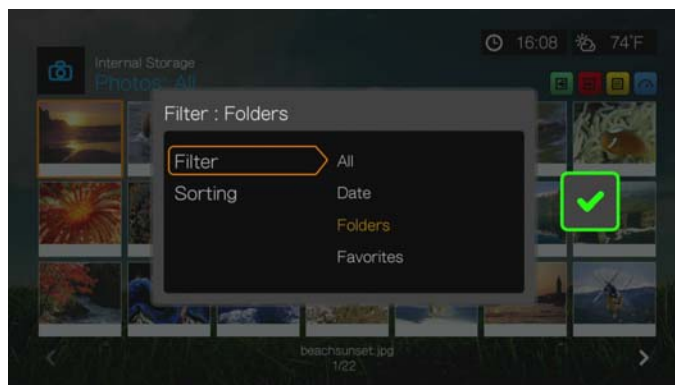 16:08 74°F
Internal Storage
Photos: All
Filter : Folders
Filter
Sorting
All
Date
Folders
Favorites
beachsunset.jpg
1/22